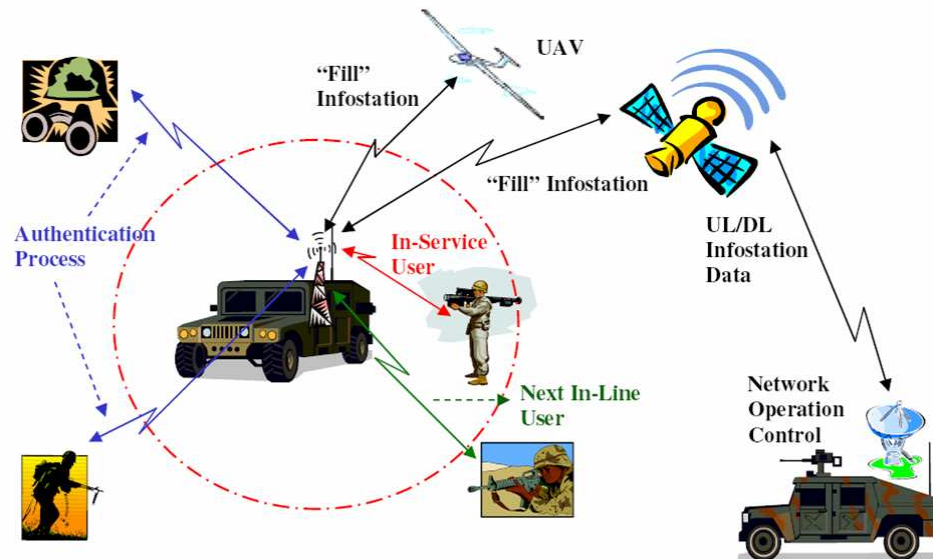 UAV
“Fill”
Infostation
“Fill” Infostation
Authentication
Process
In-Service
User
UL/DL
Infostation
Data
Next In-Line
User
Network
Operation
Control